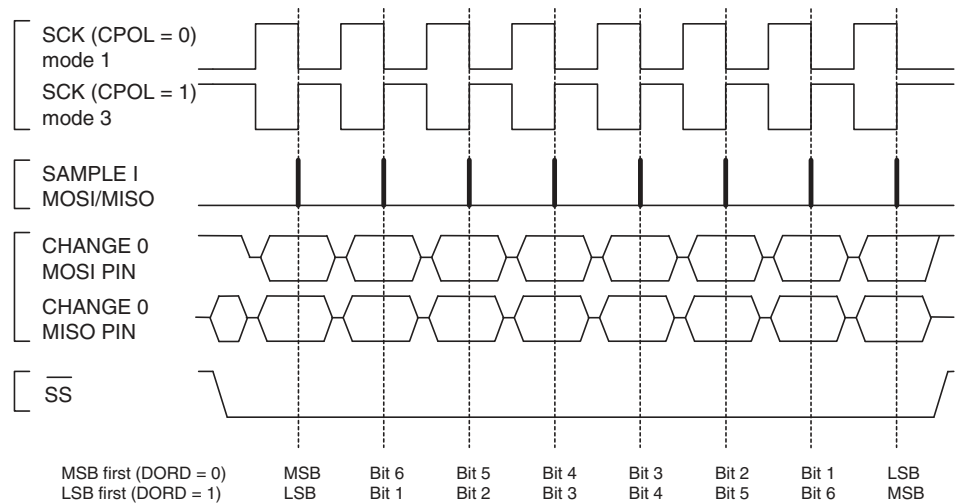 SCK (CPOL = 0)
mode 1
SCK (CPOL = 1)
mode 3
SAMPLE I
MOSI/MISO
CHANGE 0
MOSI PIN
CHANGE 0
MISO PIN
SS
MSB first (DORD = 0) MSB Bit 6 Bit 5 Bit 4 Bit 3 Bit 2 Bit 1 LSB
LSB first (DORD = 1) LSB Bit 1 Bit 2 Bit 3 Bit 4 Bit 5 Bit 6 MSB